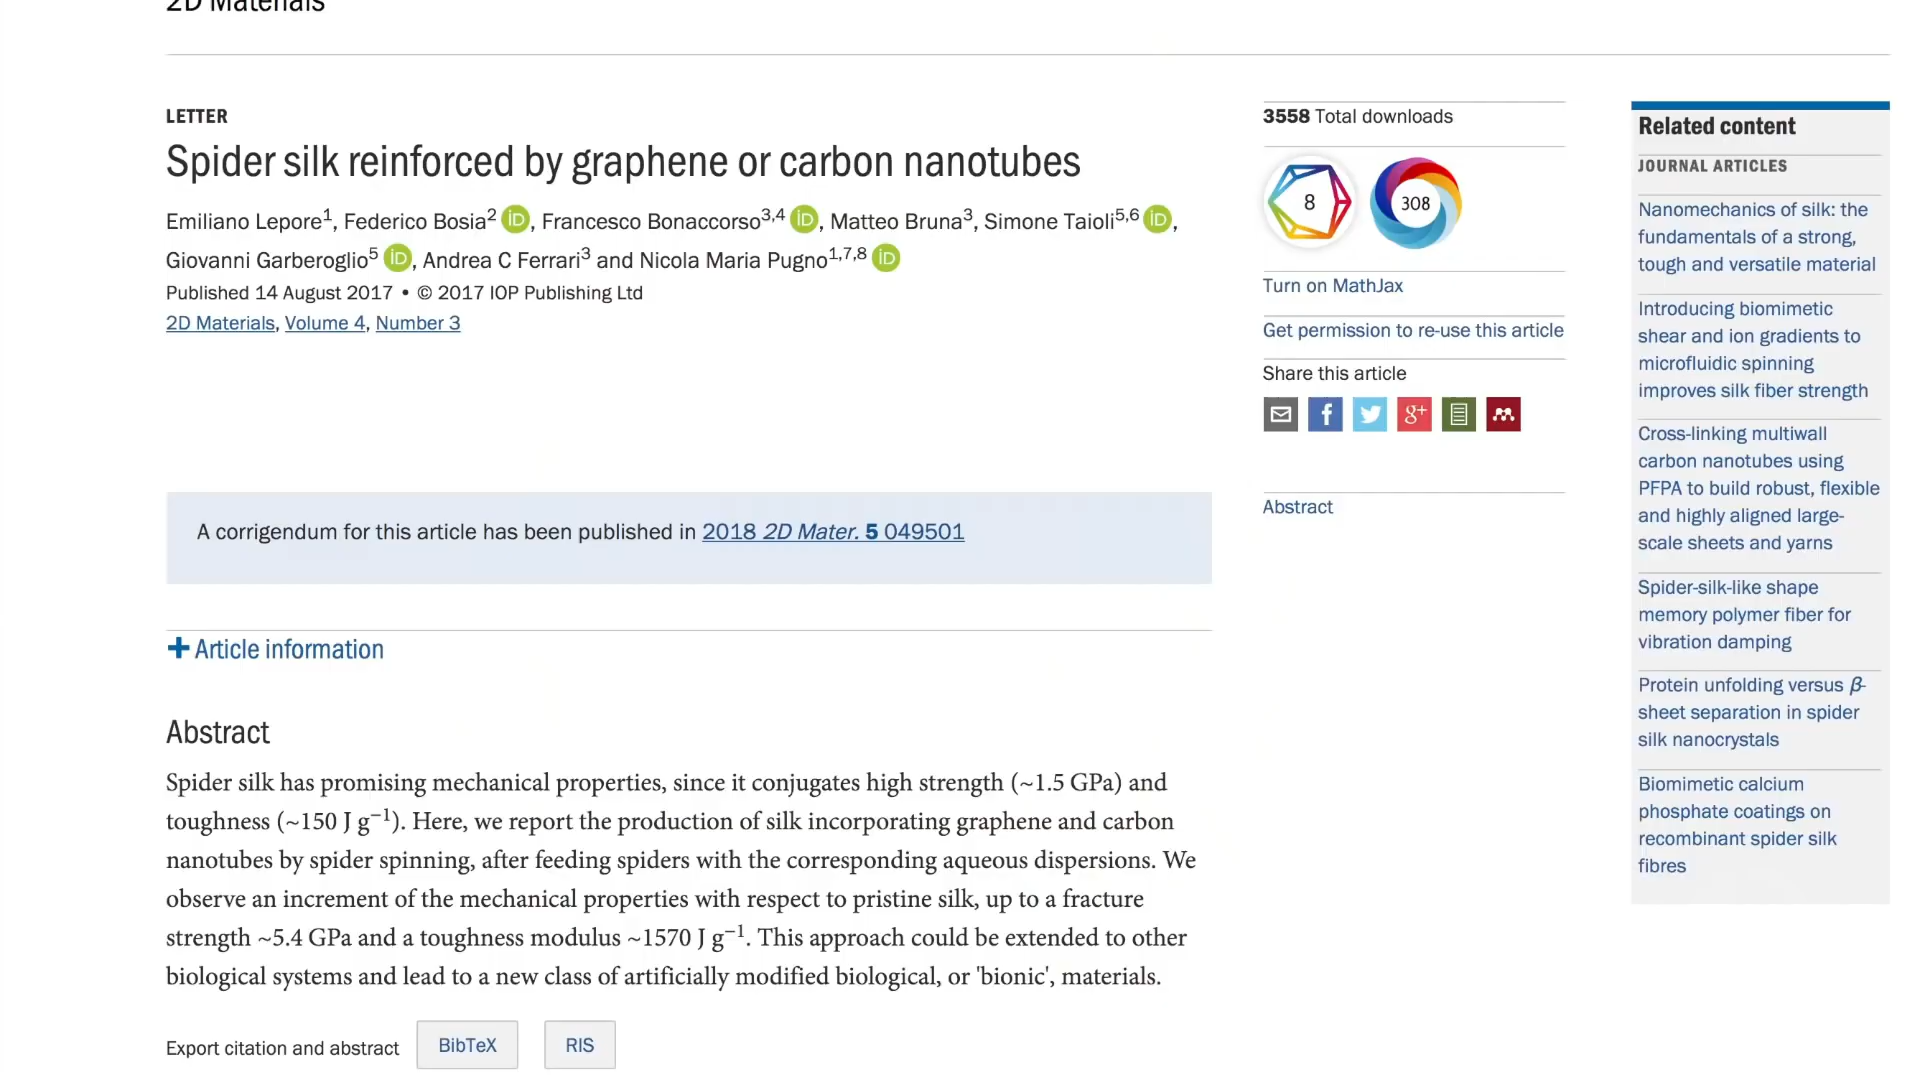 2D Materials
LETTER
Spider silk reinforced by graphene or carbon nanotubes
Emiliano Lepore1, Federico Bosia2 iD, Francesco Bonaccorso3,4 iD, Matteo Bruna3, Simone Taioli5,6 iD,
Giovanni Garberoglio5 iD, Andrea C Ferrari3 and Nicola Maria Pugno1,7,8 iD
Published 14 August 2017 • © 2017 IOP Publishing Ltd
2D Materials, Volume 4, Number 3
A corrigendum for this article has been published in 2018 2D Mater. 5 049501
+ Article information
Abstract
Spider silk has promising mechanical properties, since it conjugates high strength (~1.5 GPa) and
toughness (~150 J g−1). Here, we report the production of silk incorporating graphene and carbon
nanotubes by spider spinning, after feeding spiders with the corresponding aqueous dispersions. We
observe an increment of the mechanical properties with respect to pristine silk, up to a fracture
strength ~5.4 GPa and a toughness modulus ~1570 J g−1. This approach could be extended to other
biological systems and lead to a new class of artificially modified biological, or 'bionic', materials.
Export citation and abstract BibTeX RIS
3558 Total downloads
8 308
Turn on MathJax
Get permission to re-use this article
Share this article
f g+
Abstract
Related content
JOURNAL ARTICLES
Nanomechanics of silk: the
fundamentals of a strong,
tough and versatile material
Introducing biomimetic
shear and ion gradients to
microfluidic spinning
improves silk fiber strength
Cross-linking multiwall
carbon nanotubes using
PFPA to build robust, flexible
and highly aligned large-
scale sheets and yarns
Spider-silk-like shape
memory polymer fiber for
vibration damping
Protein unfolding versus β-
sheet separation in spider
silk nanocrystals
Biomimetic calcium
phosphate coatings on
recombinant spider silk
fibres